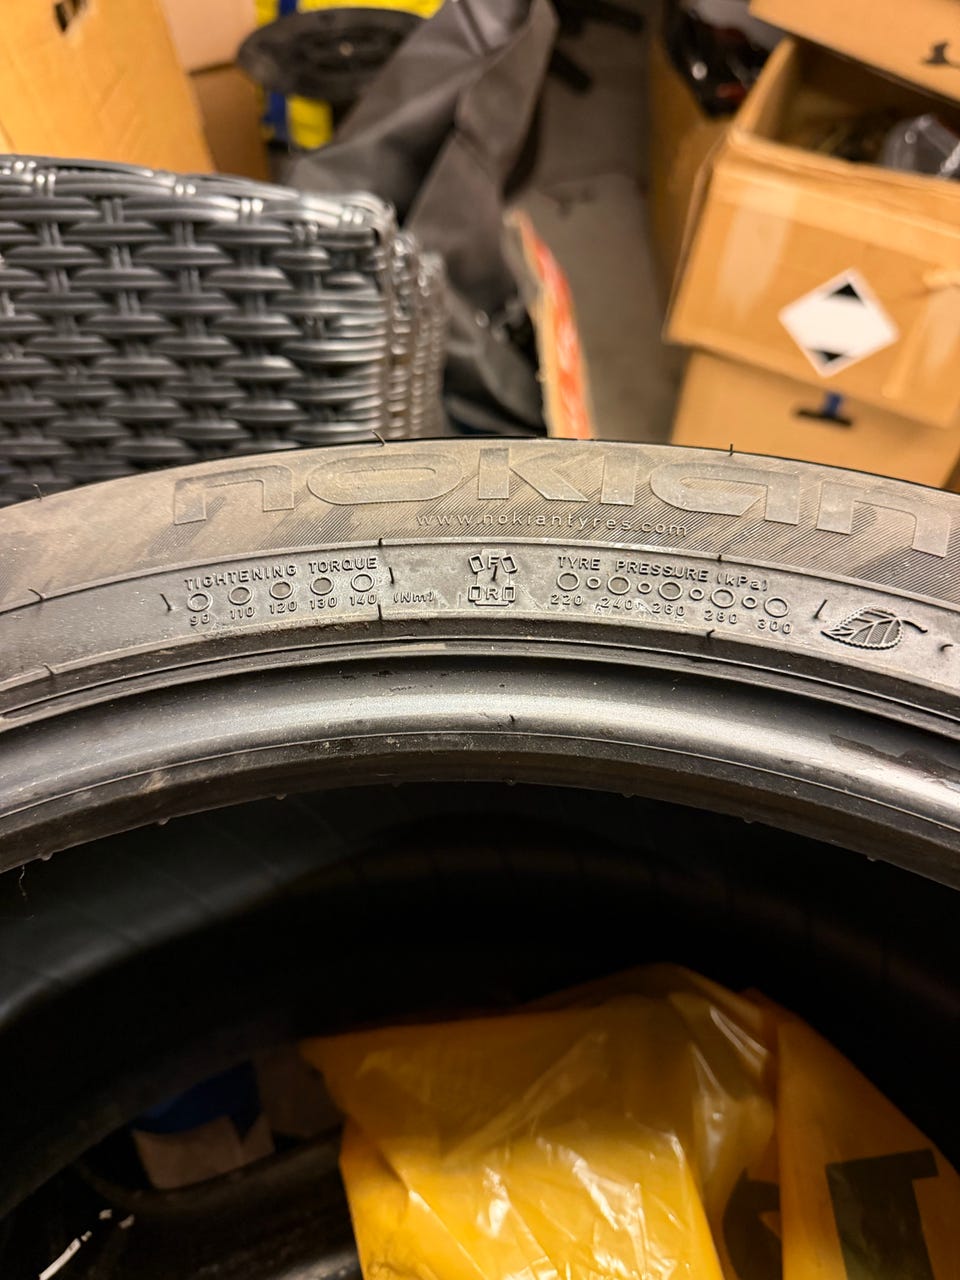 nokian
www.nokiantyres.com
TIGHTENING TORQUE
90 110 120 130 140 (Nm)
F
R
TYRE PRESSURE (kPa)
220 240 260 280 300